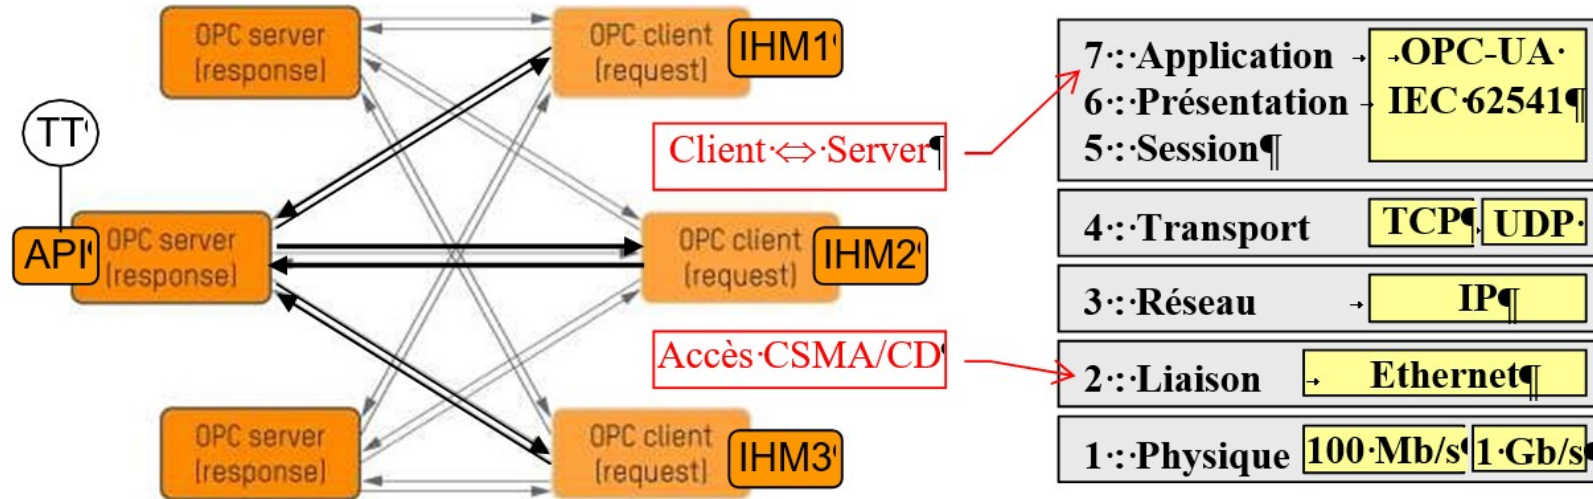 OPC server
(response)
OPC client
(request)
IHM1
TT
API
OPC server
(response)
OPC client
(request)
IHM2
OPC server
(response)
OPC client
(request)
IHM3
Client·⇔·Server¶
Accès·CSMA/CD
7·:·Application → →OPC-UA·
6·:·Présentation → IEC·62541¶
5·:·Session¶
4·:·Transport TCP¶ UDP·
3·:·Réseau → IP¶
2·:·Liaison → Ethernet¶
1·:·Physique 100·Mb/s 1·Gb/s